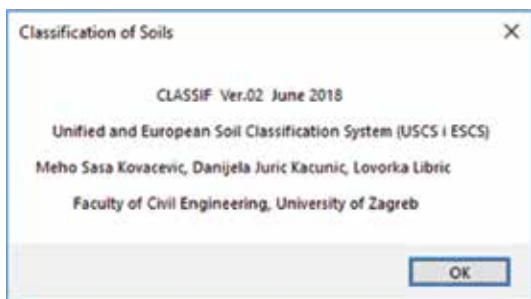 Classification of Soils
CLASSIF Ver.02 June 2018
Unified and European Soil Classification System (USCS i ESCS)
Meho Sasa Kovacevic, Danijela Juric Kacunic, Lovorka Libric
Faculty of Civil Engineering, University of Zagreb
OK